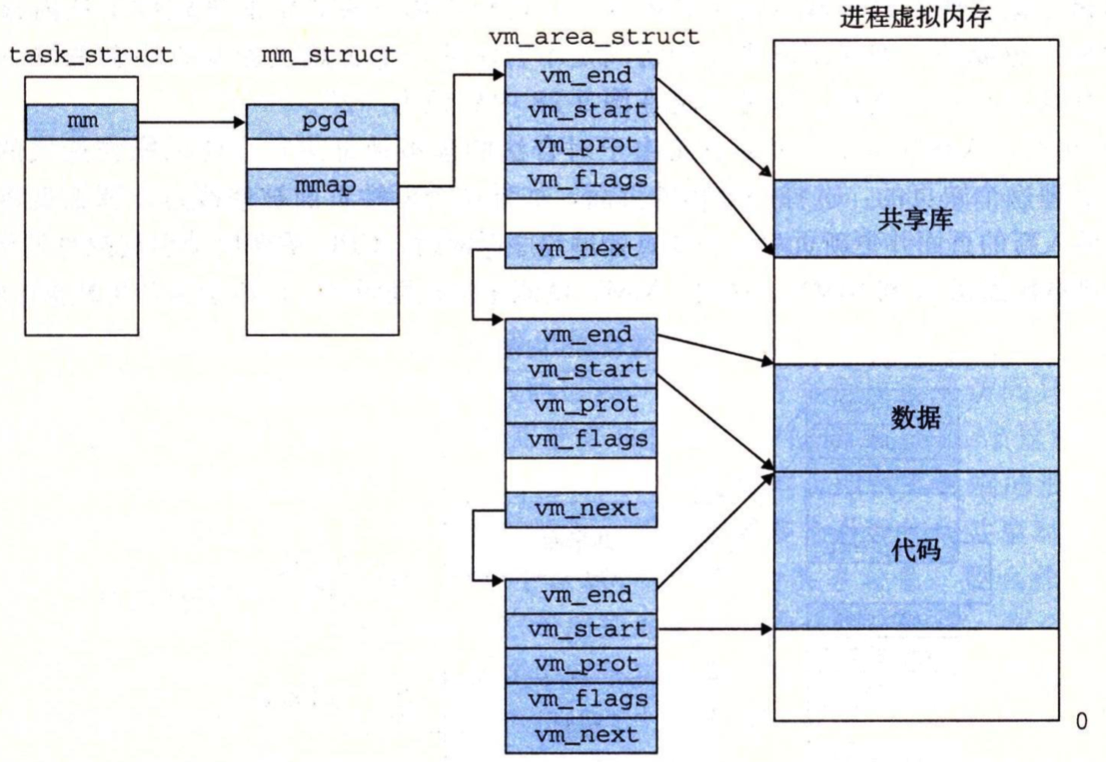 进程虚拟内存
task_struct
mm_struct
vm_area_struct
mm
pgd
mmap
vm_end
vm_start
vm_prot
vm_flags
vm_next
vm_end
vm_start
vm_prot
vm_flags
vm_next
vm_end
vm_start
vm_prot
vm_flags
vm_next
共享库
数据
代码
0